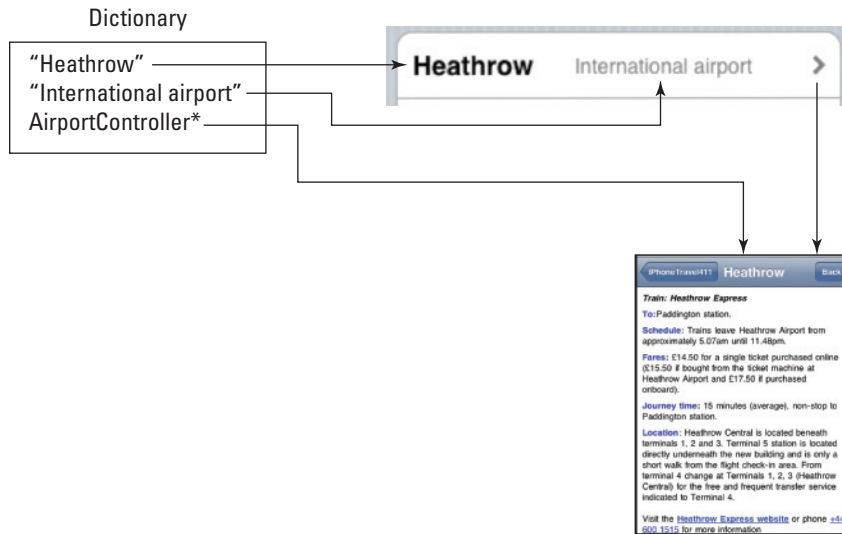 Dictionary
“Heathrow”
“International airport”
AirportController*
Heathrow International airport
iPhoneTravel411 Heathrow Back
Train: Heathrow Express
To:Paddington station.
Schedule: Trains leave Heathrow Airport from
approximately 5.07am until 11.48pm.
Fares: £14.50 for a single ticket purchased online
(£15.50 if bought from the ticket machine at
Heathrow Airport and £17.50 if purchased
onboard).
Journey time: 15 minutes (average), non-stop to
Paddington station.
Location: Heathrow Central is located beneath
terminals 1, 2 and 3. Terminal 5 station is located
directly underneath the new building and is only a
short walk from the flight check-in area. From
terminal 4 change at Terminals 1, 2, 3 (Heathrow
Central) for the free and frequent transfer service
indicated to Terminal 4.
Visit the Heathrow Express website or phone +44
600 1515 for more information